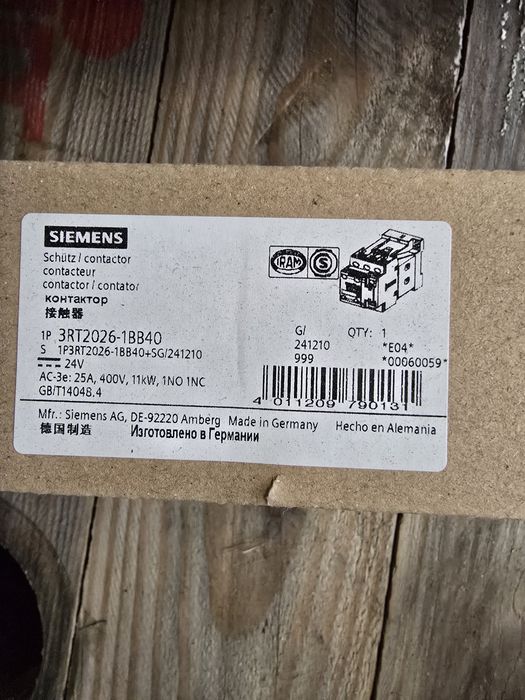 SIEMENS
Schütz / contactor
contacteur
contactor / contator
контактор
接触器
IRAM
S
1P 3RT2026-1BB40
S 1P3RT2026-1BB40+SG/241210
24V
AC-3e: 25A, 400V, 11kW, 1NO 1NC
GB/T14048.4
G/ QTY: 1
241210 *E04*
999 *00060059*
4 011209 790131
Mfr.: Siemens AG, DE-92220 Amberg Made in Germany Hecho en Alemania
德国制造 Изготовлено в Германии